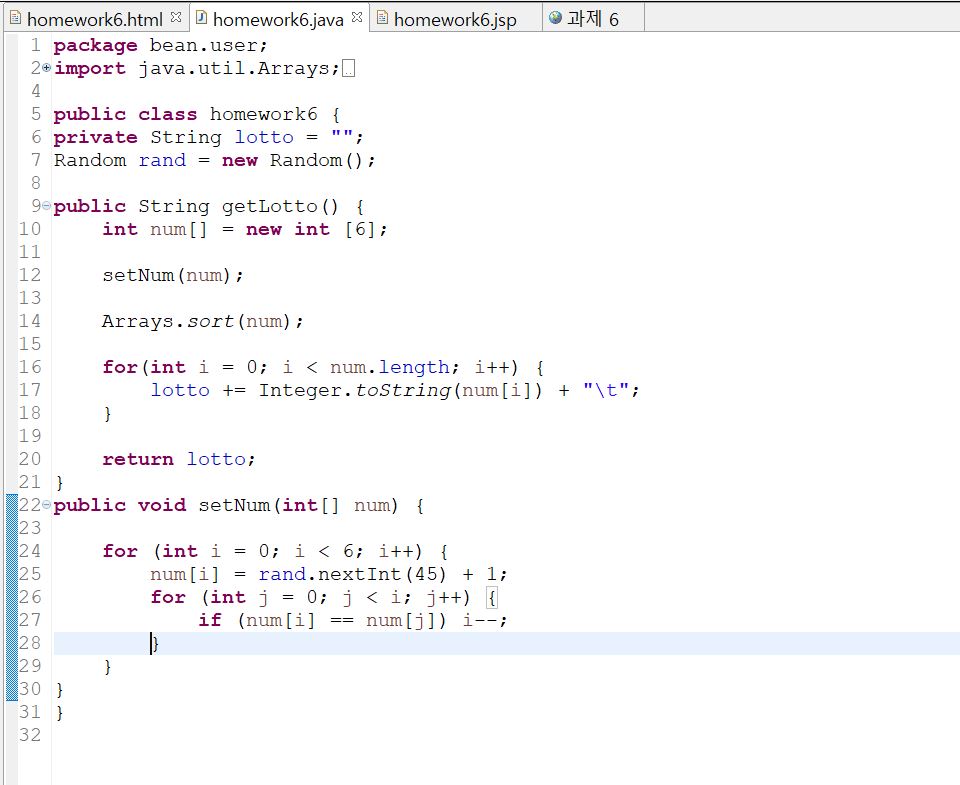 homework6.html homework6.java homework6.jsp 과제 6
1 package bean.user;
2 import java.util.Arrays;
4
5 public class homework6 {
6 private String lotto = "";
7 Random rand = new Random();
8
9 public String getLotto() {
10 int num[] = new int [6];
11
12 setNum(num);
13
14 Arrays.sort(num);
15
16 for(int i = 0; i < num.length; i++) {
17 lotto += Integer.toString(num[i]) + "\t";
18 }
19
20 return lotto;
21 }
22 public void setNum(int[] num) {
23
24 for (int i = 0; i < 6; i++) {
25 num[i] = rand.nextInt(45) + 1;
26 for (int j = 0; j < i; j++) {
27 if (num[i] == num[j]) i--;
28 }
29 }
30 }
31 }
32